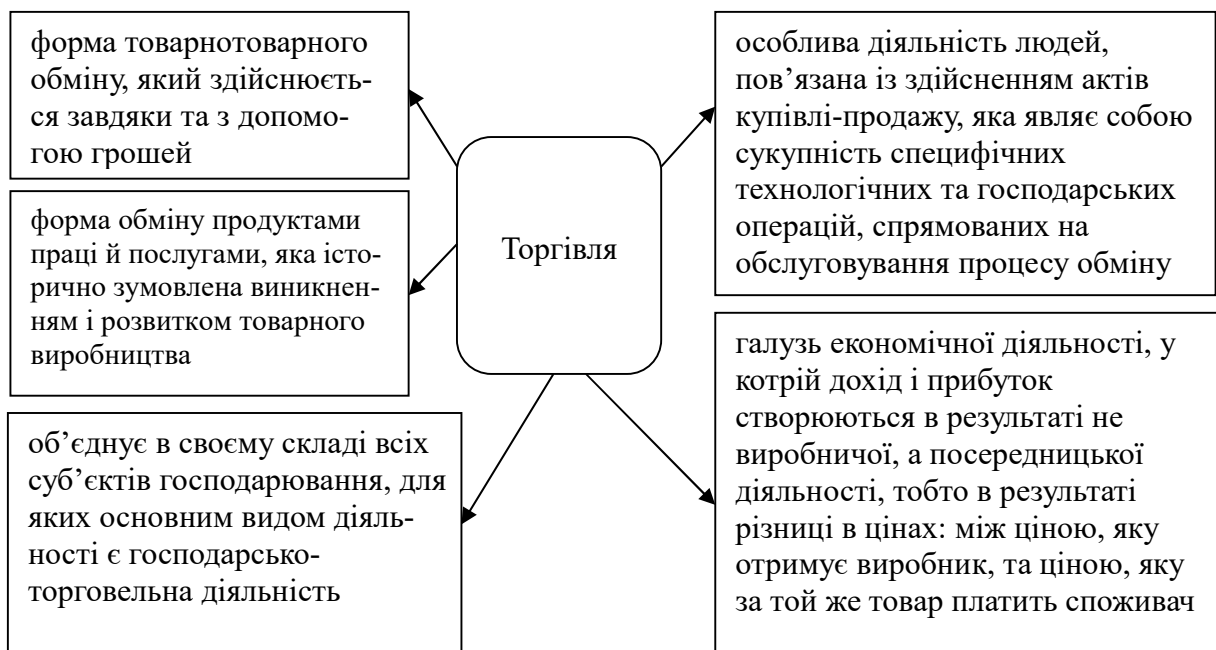 форма товарнотоварного
обміну, який здійснюєть-
ся завдяки та з допомо-
гою грошей
форма обміну продуктами
праці й послугами, яка істо-
рично зумовлена виникнен-
ням і розвитком товарного
виробництва
об’єднує в своєму складі всіх
суб’єктів господарювання, для
яких основним видом діяль-
ності є господарсько-
торговельна діяльність
Торгівля
особлива діяльність людей,
пов’язана із здійсненням актів
купівлі-продажу, яка являє собою
сукупність специфічних
технологічних та господарських
операцій, спрямованих на
обслуговування процесу обміну
галузь економічної діяльності, у
котрій дохід і прибуток
створюються в результаті не
виробничої, а посередницької
діяльності, тобто в результаті
різниці в цінах: між ціною, яку
отримує виробник, та ціною, яку
за той же товар платить споживач